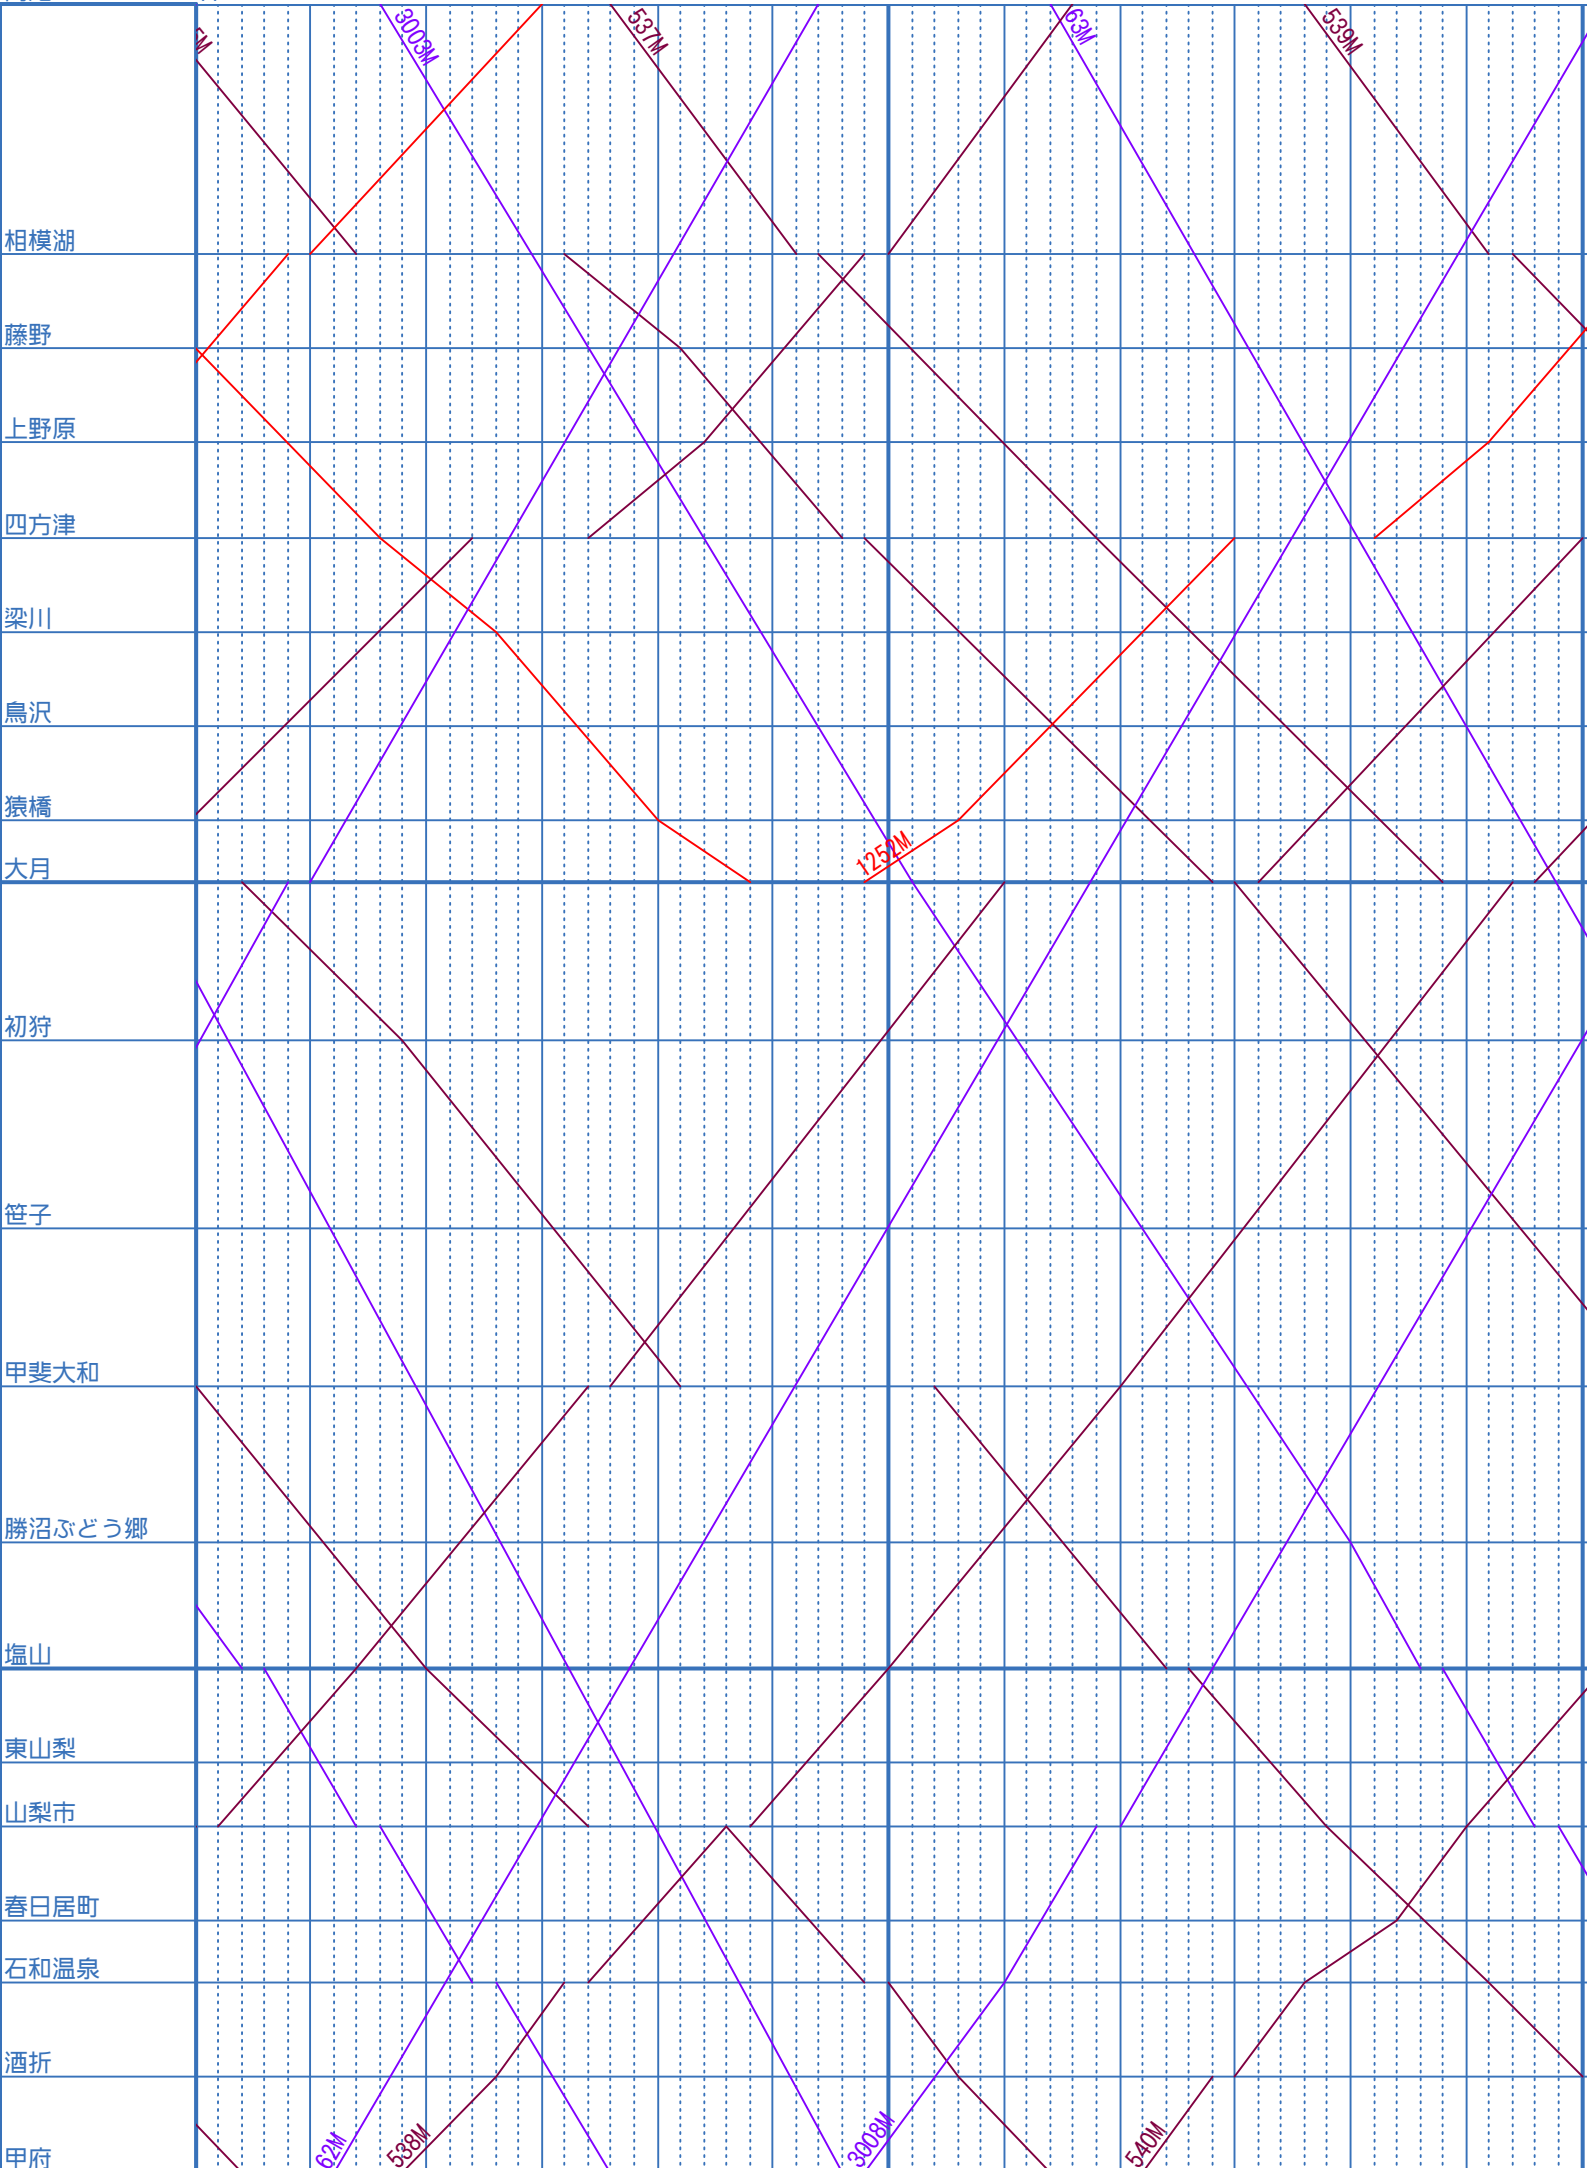 3003M
537M
63M
539M
相模湖
藤野
上野原
四方津
梁川
鳥沢
猿橋
1252M
大月
初狩
笹子
甲斐大和
勝沼ぶどう郷
塩山
東山梨
山梨市
春日居町
石和温泉
酒折
62M
538M
3008M
540M
甲府